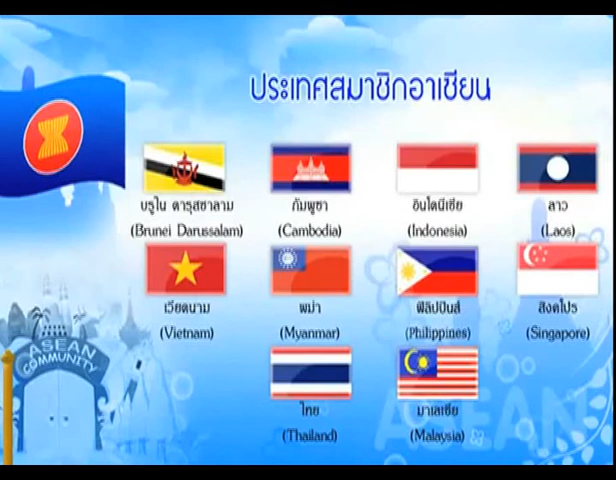 ประเทศสมาชิกอาเซียน
บรูไน ดารุสซาลาม
(Brunei Darussalam)
กัมพูชา
(Cambodia)
อินโดนีเซีย
(Indonesia)
ลาว
(Laos)
เวียดนาม
(Vietnam)
พม่า
(Myanmar)
ฟิลิปปินส์
(Philippines)
สิงคโปร
(Singapore)
ไทย
(Thailand)
มาเลเซีย
(Malaysia)
ASEAN
COMMUNITY
ASEAN